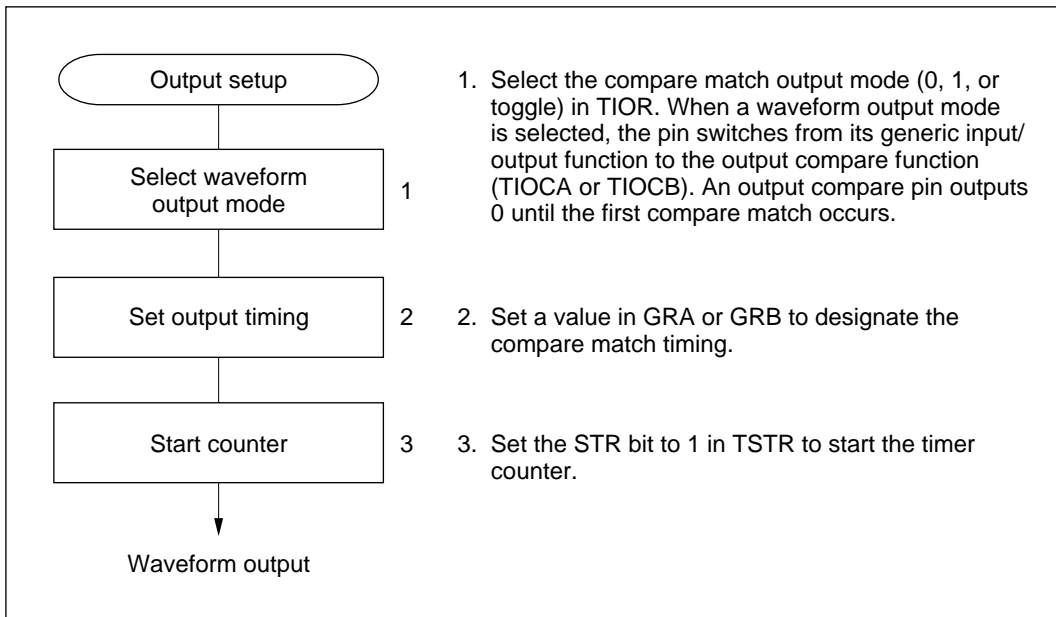 Output setup
Select waveform
output mode
1
Set output timing
2
Start counter
3
Waveform output
1. Select the compare match output mode (0, 1, or
toggle) in TIOR. When a waveform output mode
is selected, the pin switches from its generic input/
output function to the output compare function
(TIOCA or TIOCB). An output compare pin outputs
0 until the first compare match occurs.
2. Set a value in GRA or GRB to designate the
compare match timing.
3. Set the STR bit to 1 in TSTR to start the timer
counter.